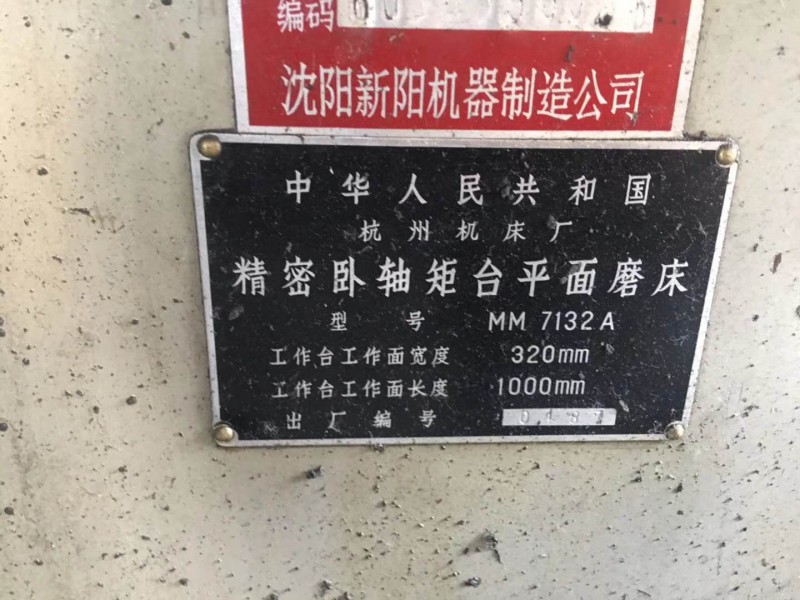 编码
沈阳新阳机器制造公司
中华人民共和国
杭州机床厂
精密卧轴矩台平面磨床
型号 MM 7132A
工作台工作面宽度 320mm
工作台工作面长度 1000mm
出厂编号